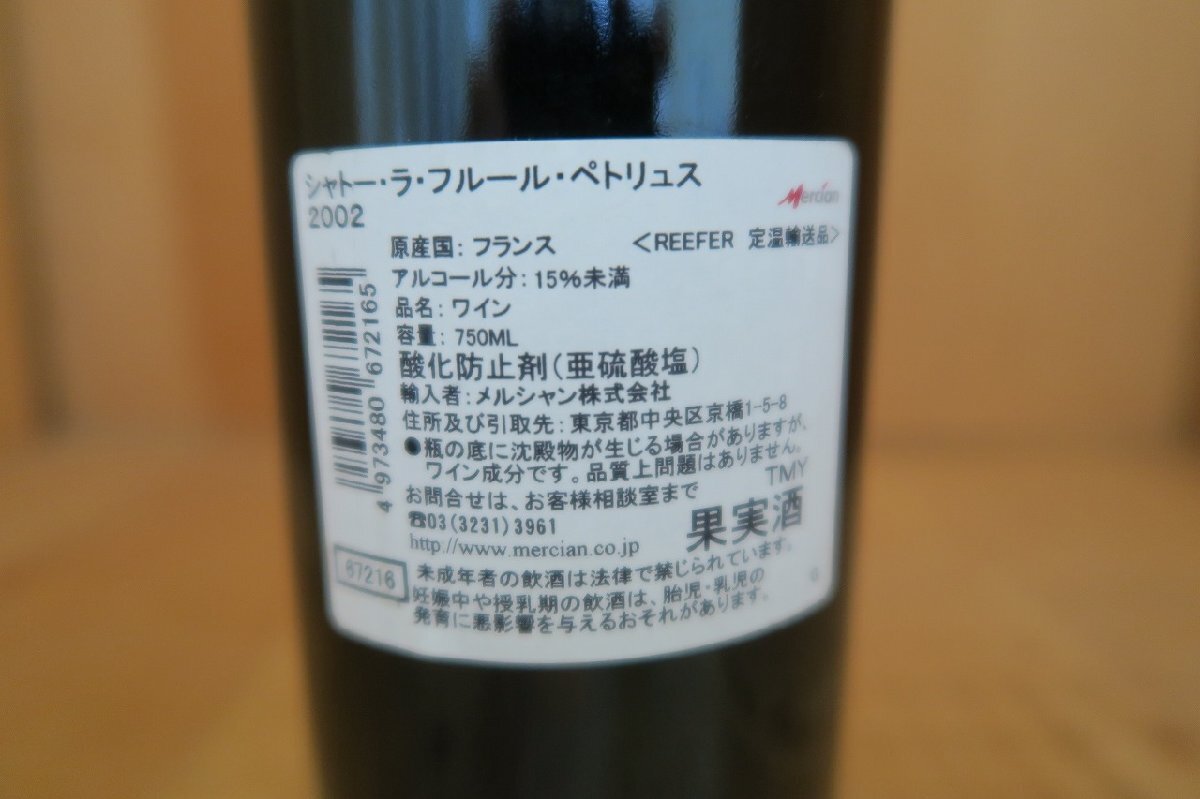 シャトー・ラ・フルール・ペトリュス
2002
Mercian
原産国: フランス <REEFER 定温輸送品>
アルコール分: 15%未満
品名: ワイン
容量: 750ML
酸化防止剤(亜硫酸塩)
輸入者: メルシャン株式会社
住所及び引取先: 東京都中央区京橋1-5-8
●瓶の底に沈殿物が生じる場合がありますが、
ワイン成分です。品質上問題はありません。
TMY
お問合せは、お客様相談室まで
☎03(3231)3961
http://www.mercian.co.jp
果実酒
未成年者の飲酒は法律で禁じられています。
妊娠中や授乳期の飲酒は、胎児・乳児の
発育に悪影響を与えるおそれがあります。
4 973480 672165
67216